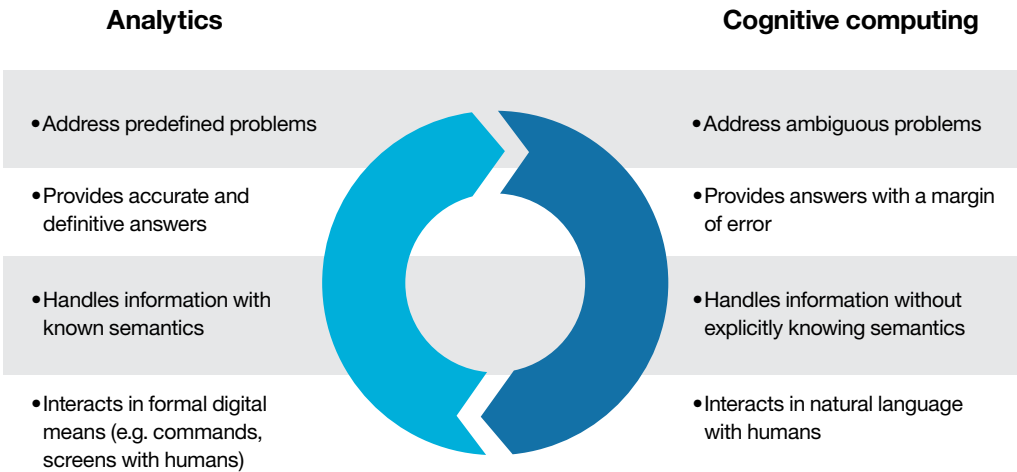 Analytics
Cognitive computing
•Address predefined problems
•Address ambiguous problems
•Provides accurate and
definitive answers
•Provides answers with a margin
of error
•Handles information with
known semantics
•Handles information without
explicitly knowing semantics
•Interacts in formal digital
means (e.g. commands,
screens with humans)
•Interacts in natural language
with humans